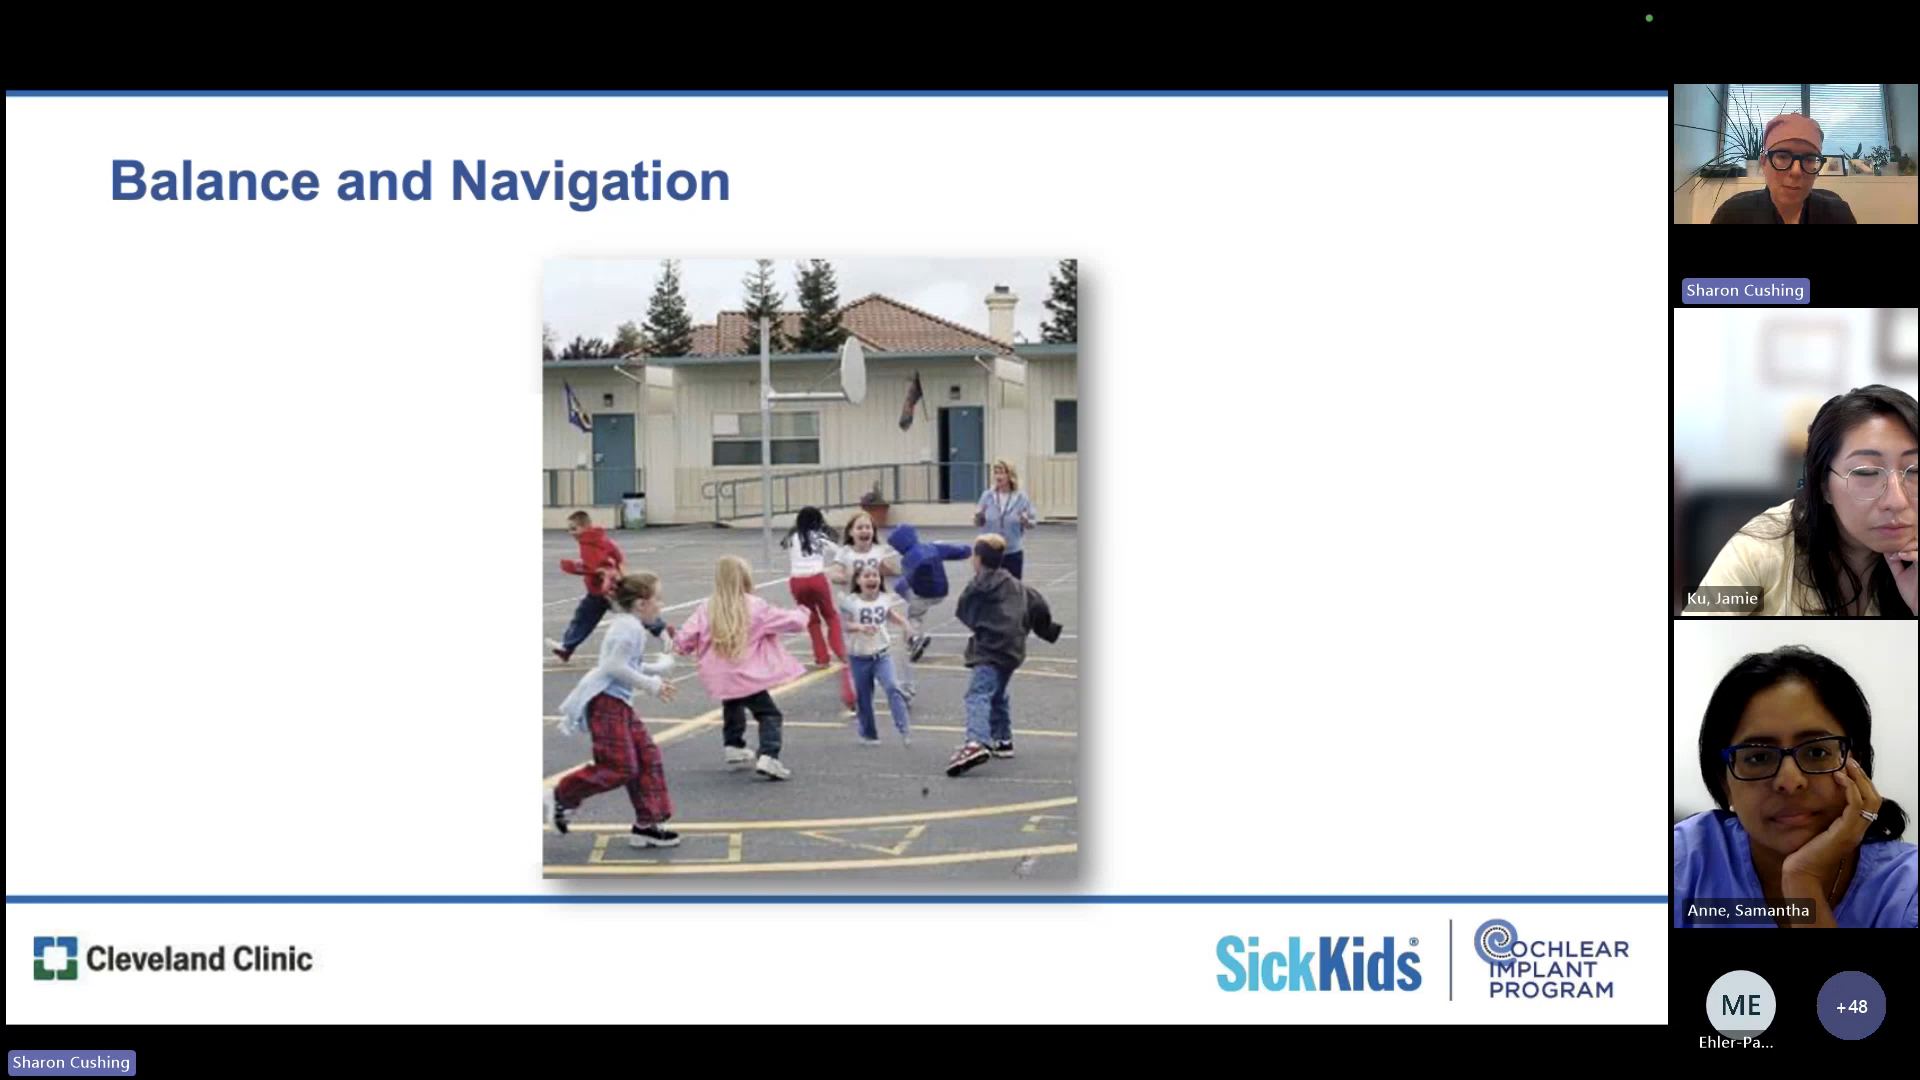 Balance and Navigation
63
Cleveland Clinic
SickKids®
COCHLEAR
IMPLANT
PROGRAM
Sharon Cushing
Sharon Cushing
Ku, Jamie
Anne, Samantha
ME
Ehler-Pa...
+48